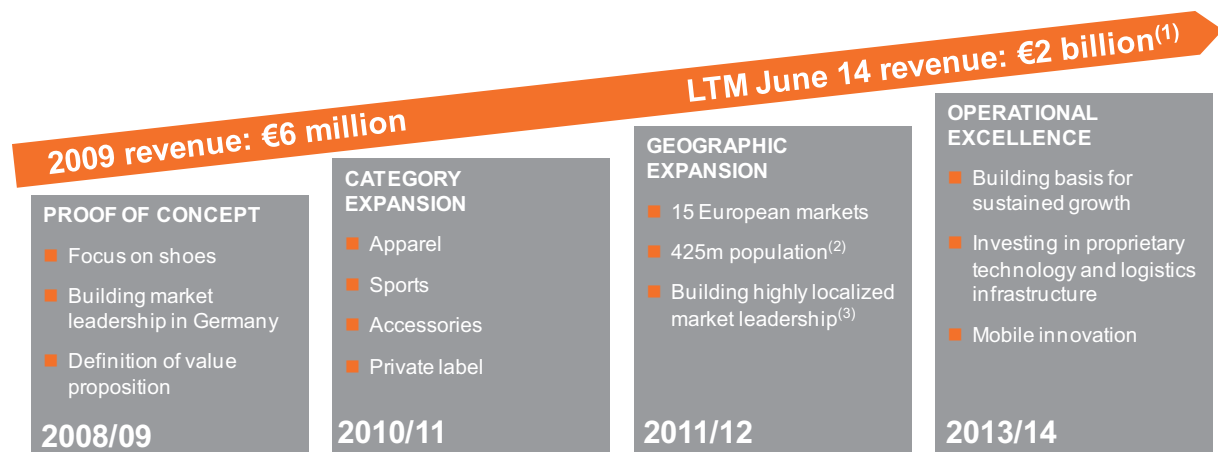 2009 revenue: €6 million
LTM June 14 revenue: €2 billion(1)
PROOF OF CONCEPT
Focus on shoes
Building market
leadership in Germany
Definition of value
proposition
2008/09
CATEGORY
EXPANSION
Apparel
Sports
Accessories
Private label
2010/11
GEOGRAPHIC
EXPANSION
15 European markets
425m population(2)
Building highly localized
market leadership(3)
2011/12
OPERATIONAL
EXCELLENCE
Building basis for
sustained growth
Investing in proprietary
technology and logistics
infrastructure
Mobile innovation
2013/14